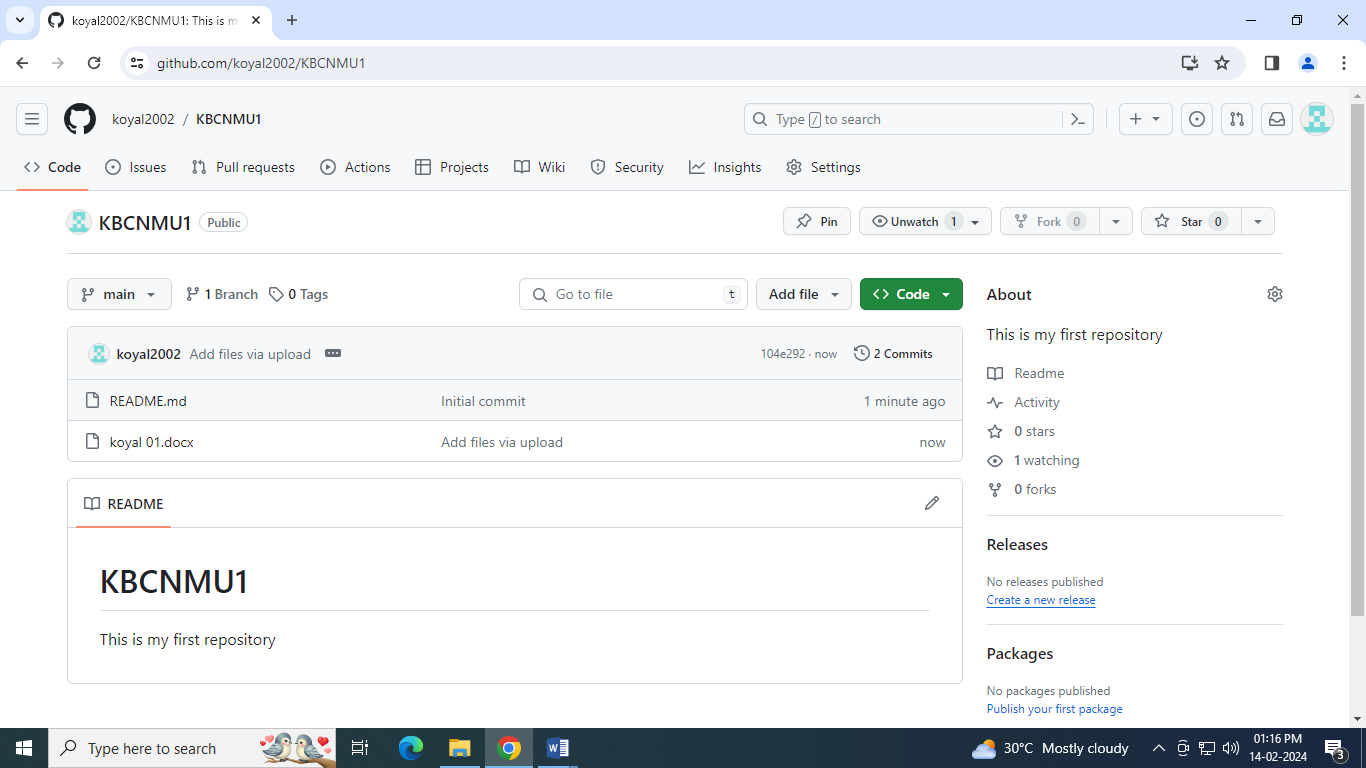 koyal2002/KBCNMU1: This is m
github.com/koyal2002/KBCNMU1
koyal2002 / KBCNMU1
Type / to search
Code Issues Pull requests Actions Projects Wiki Security Insights Settings
KBCNMU1 Public
Pin Unwatch 1 Fork 0 Star 0
main 1 Branch 0 Tags
Go to file t Add file Code
koyal2002 Add files via upload 104e292 · now 2 Commits
README.md Initial commit 1 minute ago
koyal 01.docx Add files via upload now
README
KBCNMU1
This is my first repository
About
This is my first repository
Readme
Activity
0 stars
1 watching
0 forks
Releases
No releases published
Create a new release
Packages
No packages published
Publish your first package
Type here to search
30°C Mostly cloudy
01:16 PM
14-02-2024
3